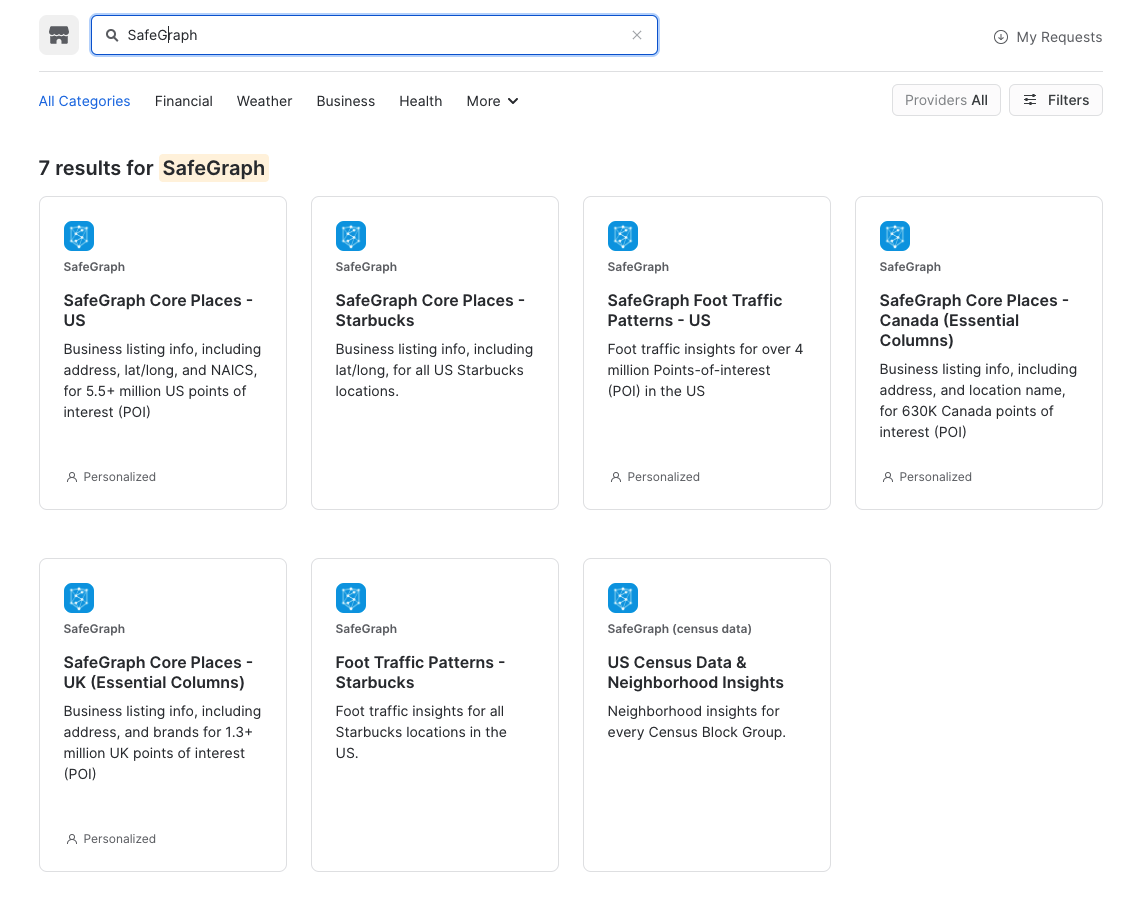 SafeGraph
My Requests
All Categories Financial Weather Business Health More
Providers All
Filters
7 results for SafeGraph
SafeGraph
SafeGraph Core Places -
US
Business listing info, including
address, lat/long, and NAICS,
for 5.5+ million US points of
interest (POI)
Personalized
SafeGraph
SafeGraph Core Places -
Starbucks
Business listing info, including
lat/long, for all US Starbucks
locations.
SafeGraph
SafeGraph Foot Traffic
Patterns - US
Foot traffic insights for over 4
million Points-of-interest
(POI) in the US
Personalized
SafeGraph
SafeGraph Core Places -
Canada (Essential
Columns)
Business listing info, including
address, and location name,
for 630K Canada points of
interest (POI)
Personalized
SafeGraph
SafeGraph Core Places -
UK (Essential Columns)
Business listing info, including
address, and brands for 1.3+
million UK points of interest
(POI)
Personalized
SafeGraph
Foot Traffic Patterns -
Starbucks
Foot traffic insights for all
Starbucks locations in the
US.
SafeGraph (census data)
US Census Data &
Neighborhood Insights
Neighborhood insights for
every Census Block Group.